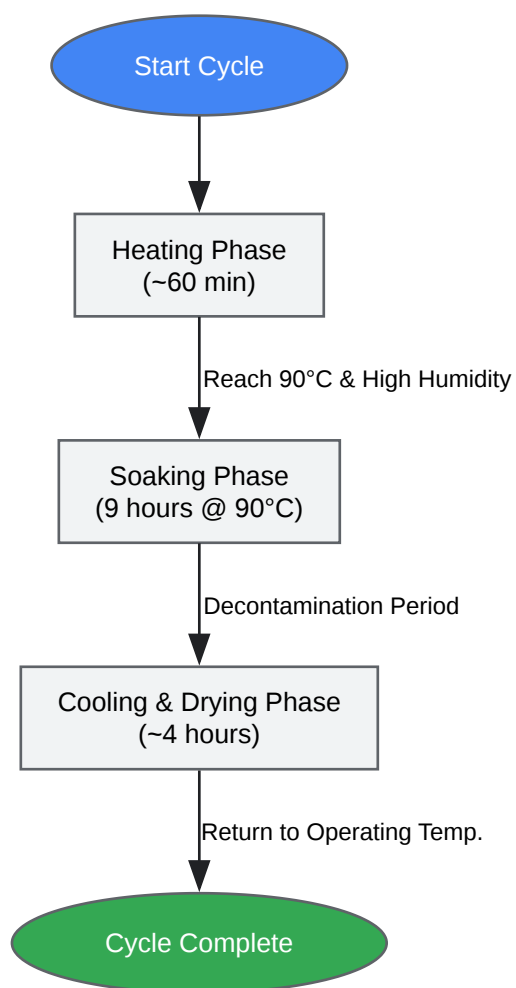 Start Cycle
Heating Phase
(~60 min)
Reach 90°C & High Humidity
Soaking Phase
(9 hours @ 90°C)
Decontamination Period
Cooling & Drying Phase
(~4 hours)
Return to Operating Temp.
Cycle Complete